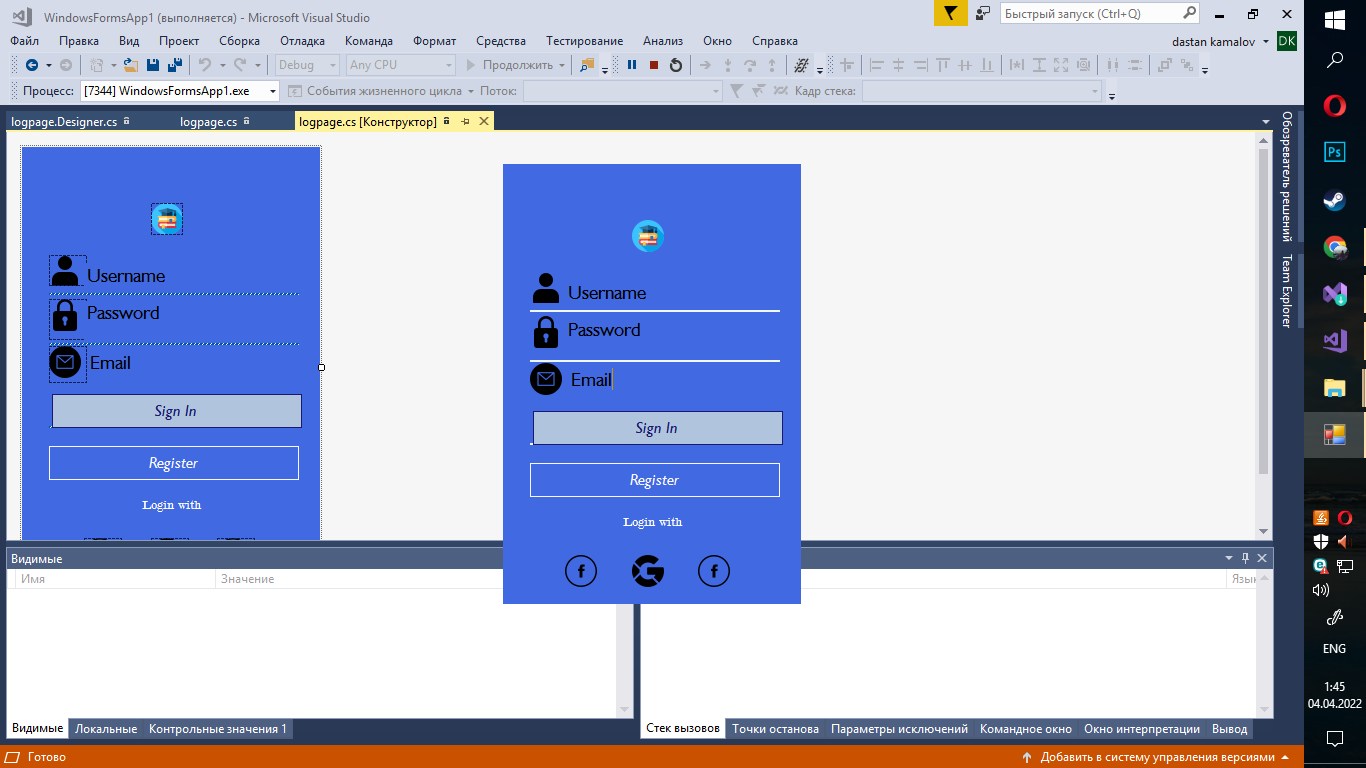 WindowsFormsApp1 (выполняется) - Microsoft Visual Studio
Быстрый запуск (Ctrl+Q)
Файл Правка Вид Проект Сборка Отладка Команда Формат Средства Тестирование Анализ Окно Справка
dastan kamalov DK
Debug Any CPU Продолжить
Процесс: [7344] WindowsFormsApp1.exe События жизненного цикла Поток: Кадр стека:
logpage.Designer.cs logpage.cs logpage.cs [Конструктор]
Обозреватель решений
Team Explorer
Username
Password
Email
Sign In
Register
Login with
Username
Password
Email
Sign In
Register
Login with
Видимые
Имя Значение
Язык
Видимые Локальные Контрольные значения 1
Стек вызовов Точки останова Параметры исключений Командное окно Окно интерпретации Вывод
Готово
Добавить в систему управления версиями
Ps
ENG
1:45
04.04.2022